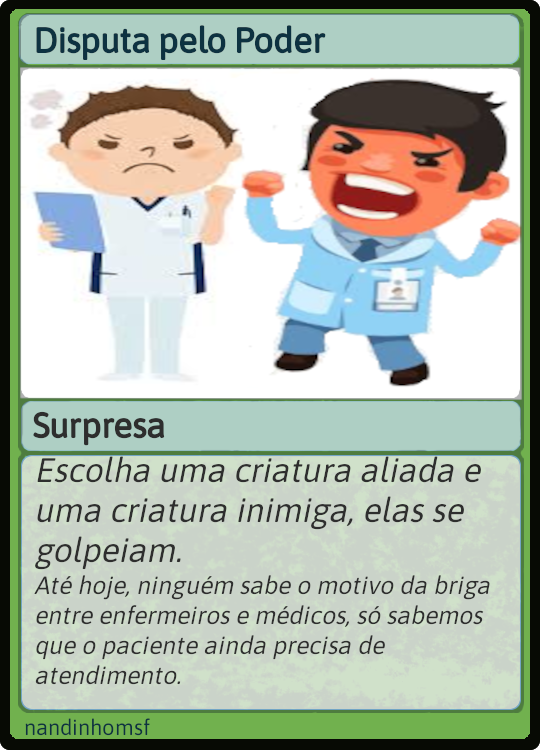 Disputa pelo Poder
Surpresa
Escolha uma criatura aliada e
uma criatura inimiga, elas se
golpeiam.
Até hoje, ninguém sabe o motivo da briga
entre enfermeiros e médicos, só sabemos
que o paciente ainda precisa de
atendimento.
nandinhomsf